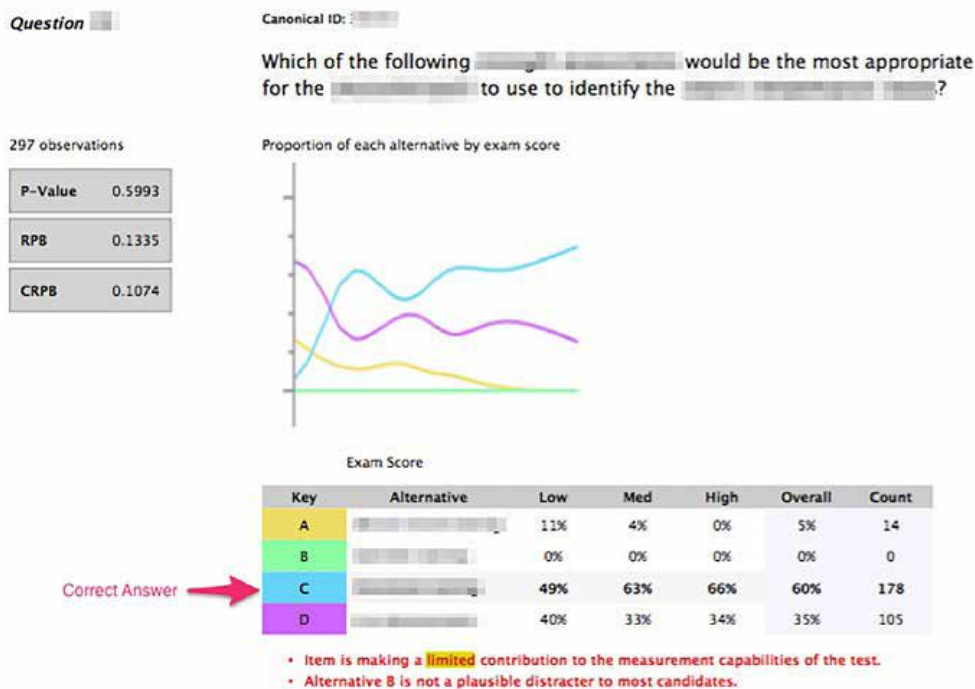 Question
Canonical ID:
Which of the following would be the most appropriate
for the to use to identify the ?
297 observations
Proportion of each alternative by exam score
P-Value 0.5993
RPB 0.1335
CRPB 0.1074
Exam Score
Key Alternative Low Med High Overall Count
A 11% 4% 0% 5% 14
B 0% 0% 0% 0% 0
Correct Answer C 49% 63% 66% 60% 178
D 40% 33% 34% 35% 105
• Item is making a limited contribution to the measurement capabilities of the test.
• Alternative B is not a plausible distracter to most candidates.